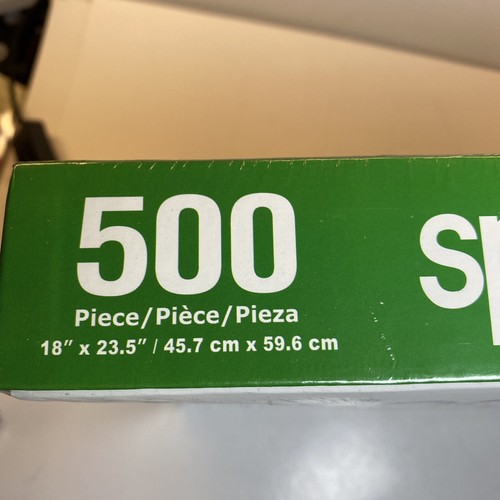 500
Piece/Pièce/Pieza
18" x 23.5" / 45.7 cm x 59.6 cm